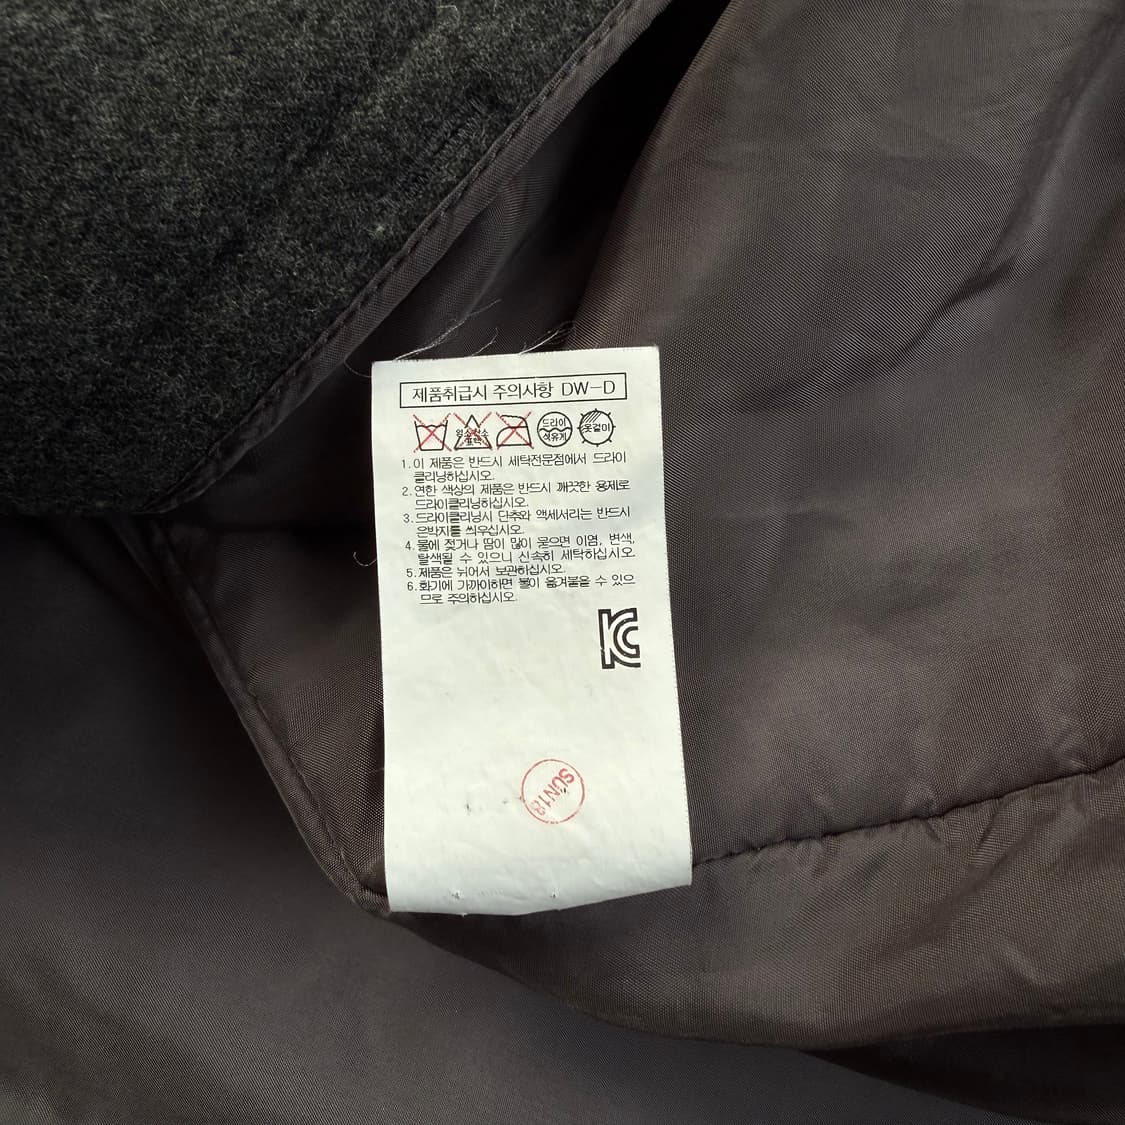 제품취급시 주의사항 DW-D
염소산소
표백
드라이
석유계
옷걸이
1. 이 제품은 반드시 세탁전문점에서 드라이
클리닝하십시오.
2. 연한 색상의 제품은 반드시 깨끗한 용제로
드라이클리닝하십시오.
3. 드라이클리닝시 단추와 액세서리는 반드시
은박지를 씌우십시오.
4. 물에 젖거나 땀이 많이 묻으면 이염, 변색,
탈색될 수 있으니 신속히 세탁하십시오.
5. 제품은 뉘어서 보관하십시오.
6. 화기에 가까이하면 불이 옮겨붙을 수 있으
므로 주의하십시오.
KC
SUN18